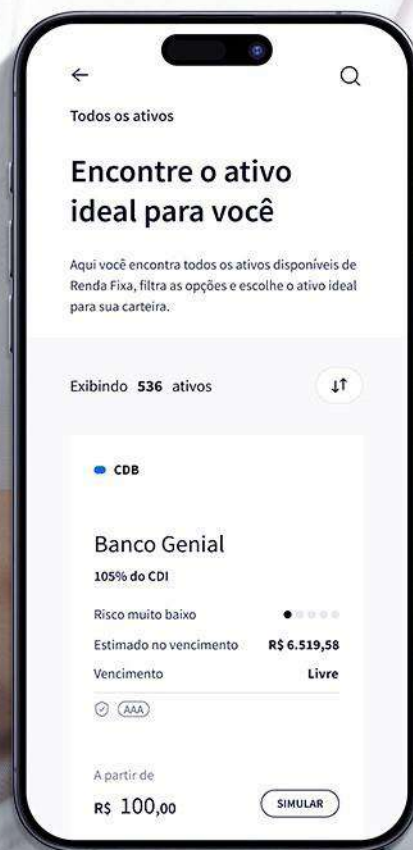 Todos os ativos
Encontre o ativo
ideal para você
Aqui você encontra todos os ativos disponíveis de
Renda Fixa, filtra as opções e escolhe o ativo ideal
para sua carteira.
Exibindo 536 ativos
CDB
Banco Genial
105% do CDI
Risco muito baixo
Estimado no vencimento R$ 6.519,58
Vencimento Livre
AAA
A partir de
R$ 100,00 SIMULAR